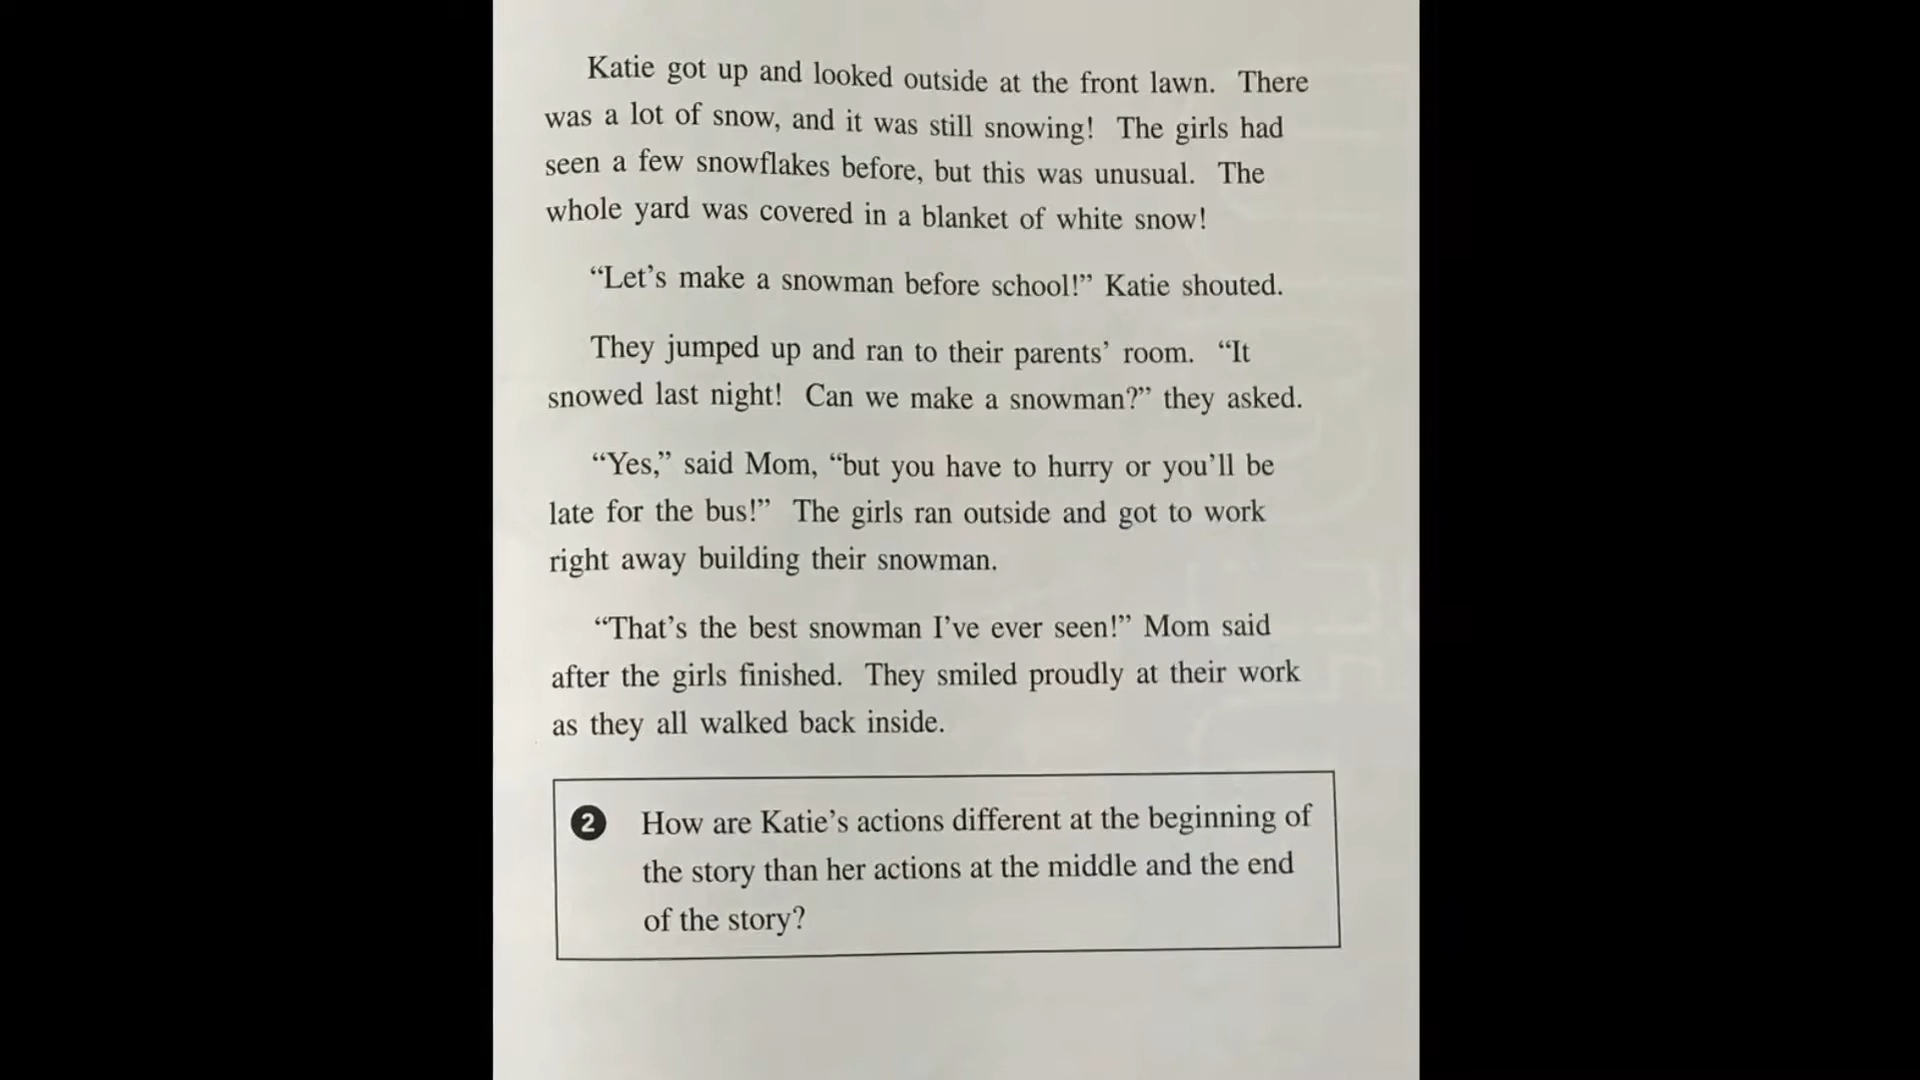 Katie got up and looked outside at the front lawn. There
was a lot of snow, and it was still snowing! The girls had
seen a few snowflakes before, but this was unusual. The
whole yard was covered in a blanket of white snow!
“Let’s make a snowman before school!” Katie shouted.
They jumped up and ran to their parents’ room. “It
snowed last night! Can we make a snowman?” they asked.
“Yes,” said Mom, “but you have to hurry or you’ll be
late for the bus!” The girls ran outside and got to work
right away building their snowman.
“That’s the best snowman I’ve ever seen!” Mom said
after the girls finished. They smiled proudly at their work
as they all walked back inside.
2 How are Katie’s actions different at the beginning of
the story than her actions at the middle and the end
of the story?